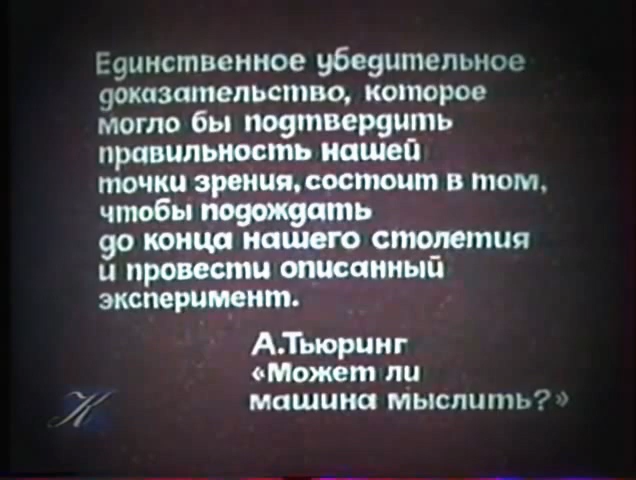 Единственное убедительное
доказательство, которое
могло бы подтвердить
правильность нашей
точки зрения, состоит в том,
чтобы подождать
до конца нашего столетия
и провести описанный
эксперимент.
А.Тьюринг
«Может ли
машина мыслить?»
К